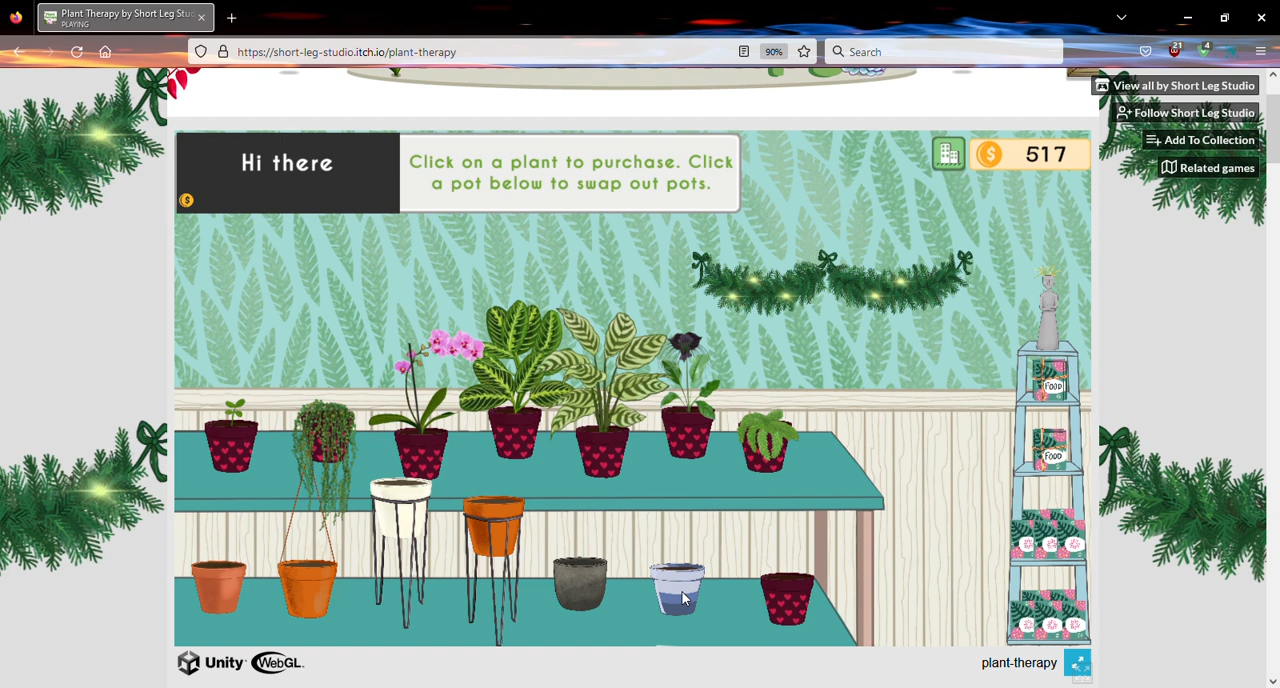 Plant Therapy by Short Leg Stu
PLAYING
https://short-leg-studio.itch.io/plant-therapy
90%
Search
21
4
View all by Short Leg Studio
Follow Short Leg Studio
Add To Collection
Related games
Hi there
Click on a plant to purchase. Click
a pot below to swap out pots.
517
FOOD
FOOD
Unity
WebGL
plant-therapy